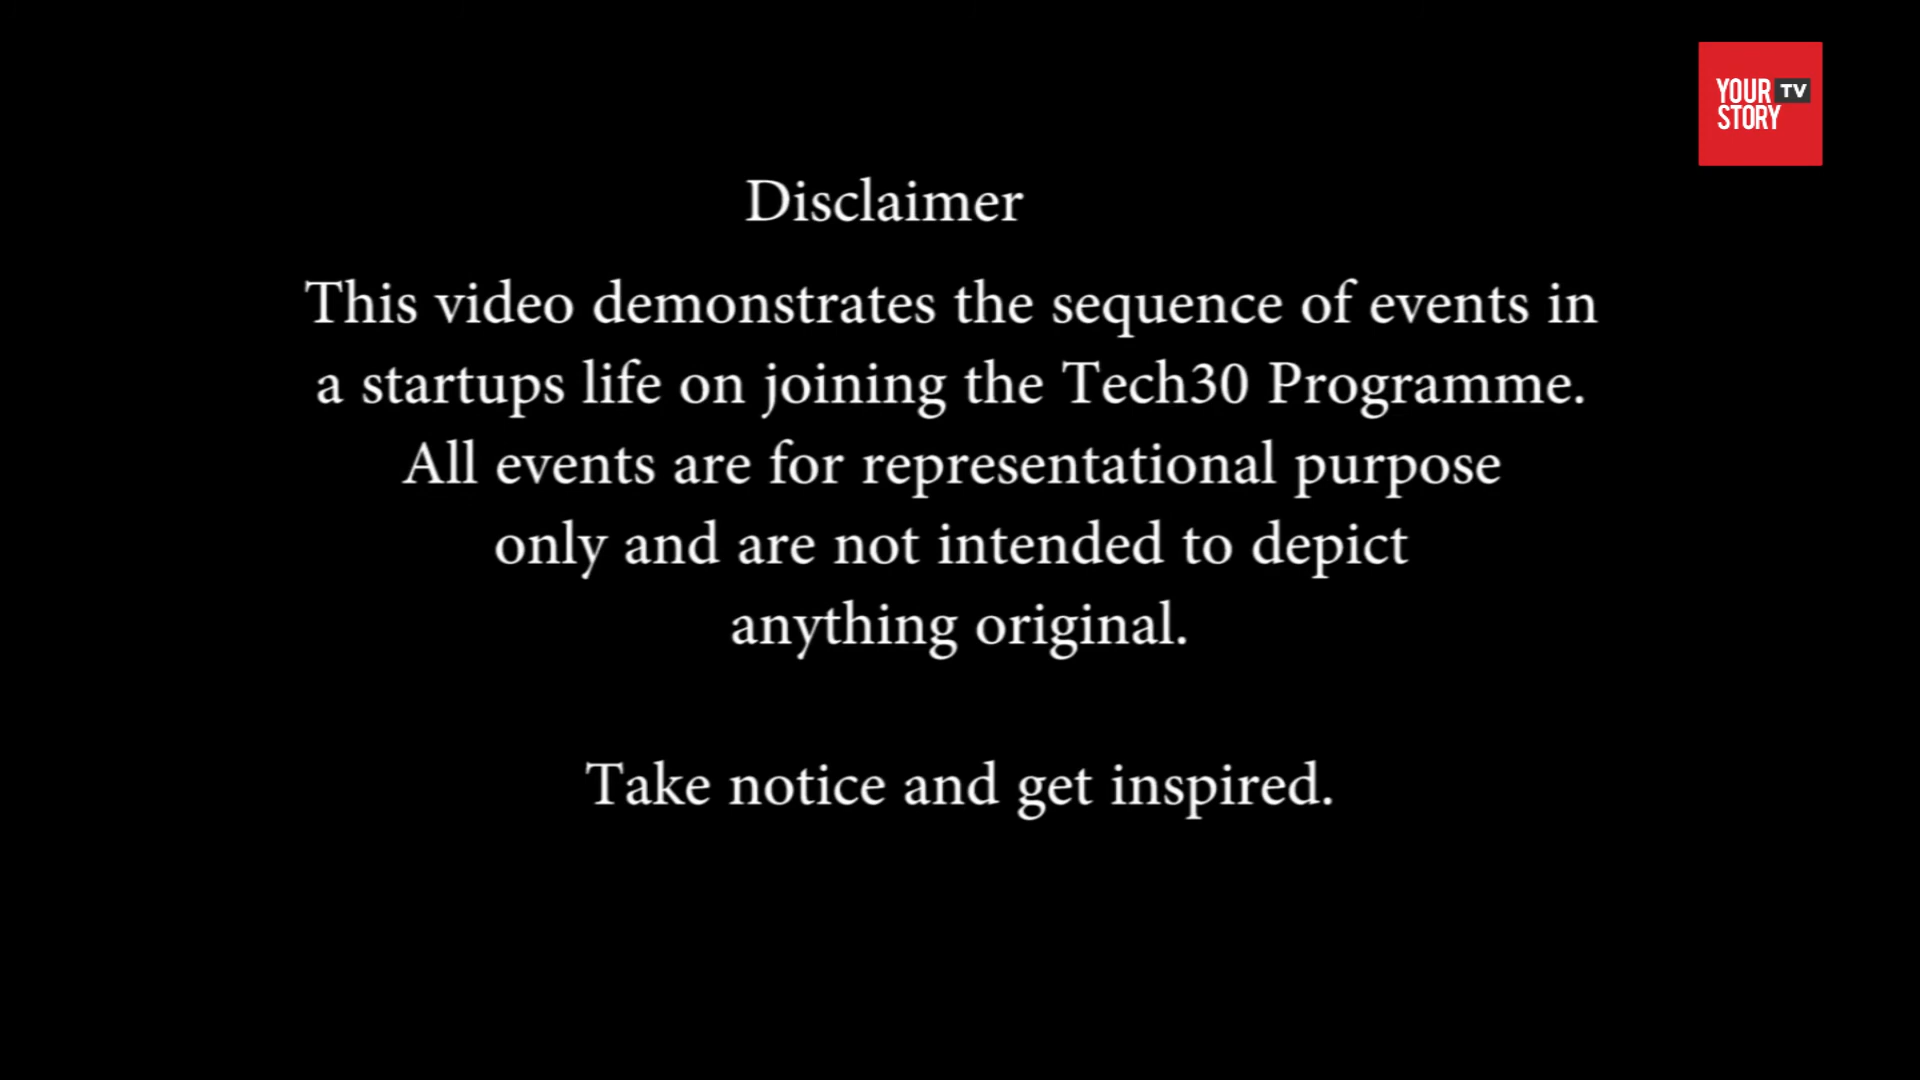 YOUR TV
STORY
Disclaimer
This video demonstrates the sequence of events in
a startups life on joining the Tech30 Programme.
All events are for representational purpose
only and are not intended to depict
anything original.
Take notice and get inspired.